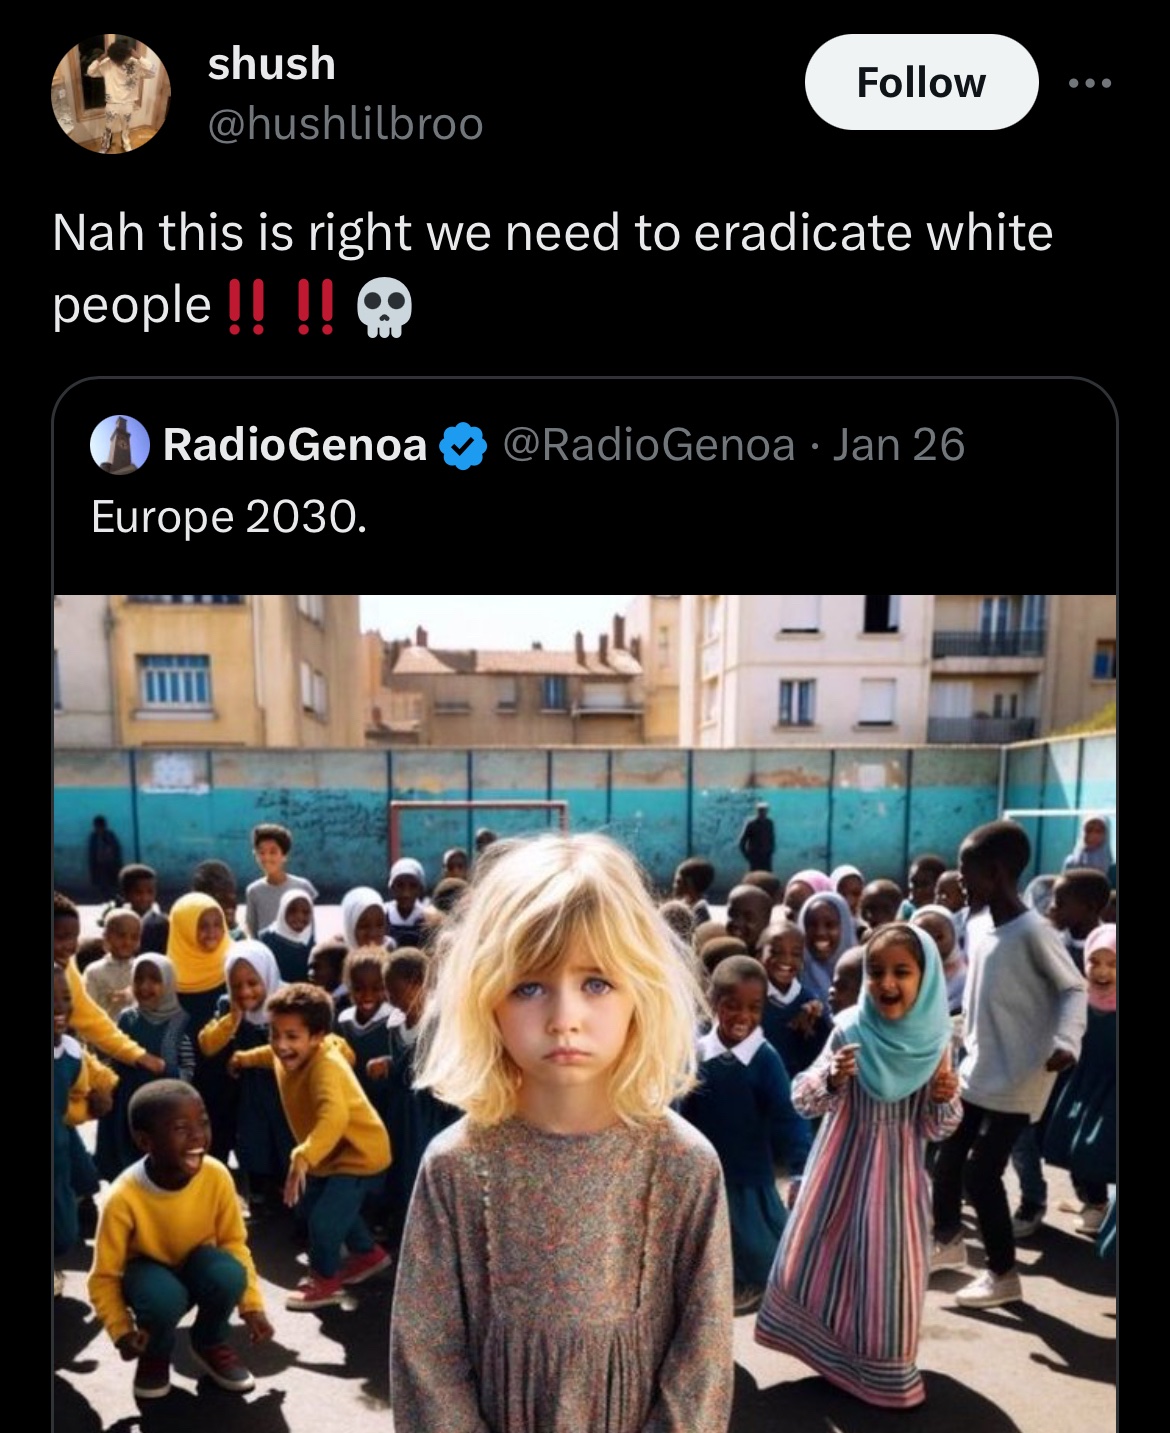 shush
@hushlilbroo
Follow
Nah this is right we need to eradicate white
people‼️ ‼️ 💀
RadioGenoa @RadioGenoa · Jan 26
Europe 2030.